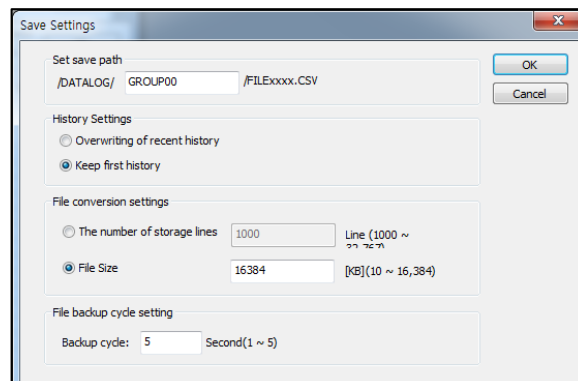 Save Settings
Set save path
/DATALOG/ GROUP00 /FILExxxx.CSV
OK
Cancel
History Settings
Overwriting of recent history
Keep first history
File conversion settings
The number of storage lines 1000 Line (1000 ~
32,767)
File Size 16384 [KB](10 ~ 16,384)
File backup cycle setting
Backup cycle: 5 Second(1 ~ 5)